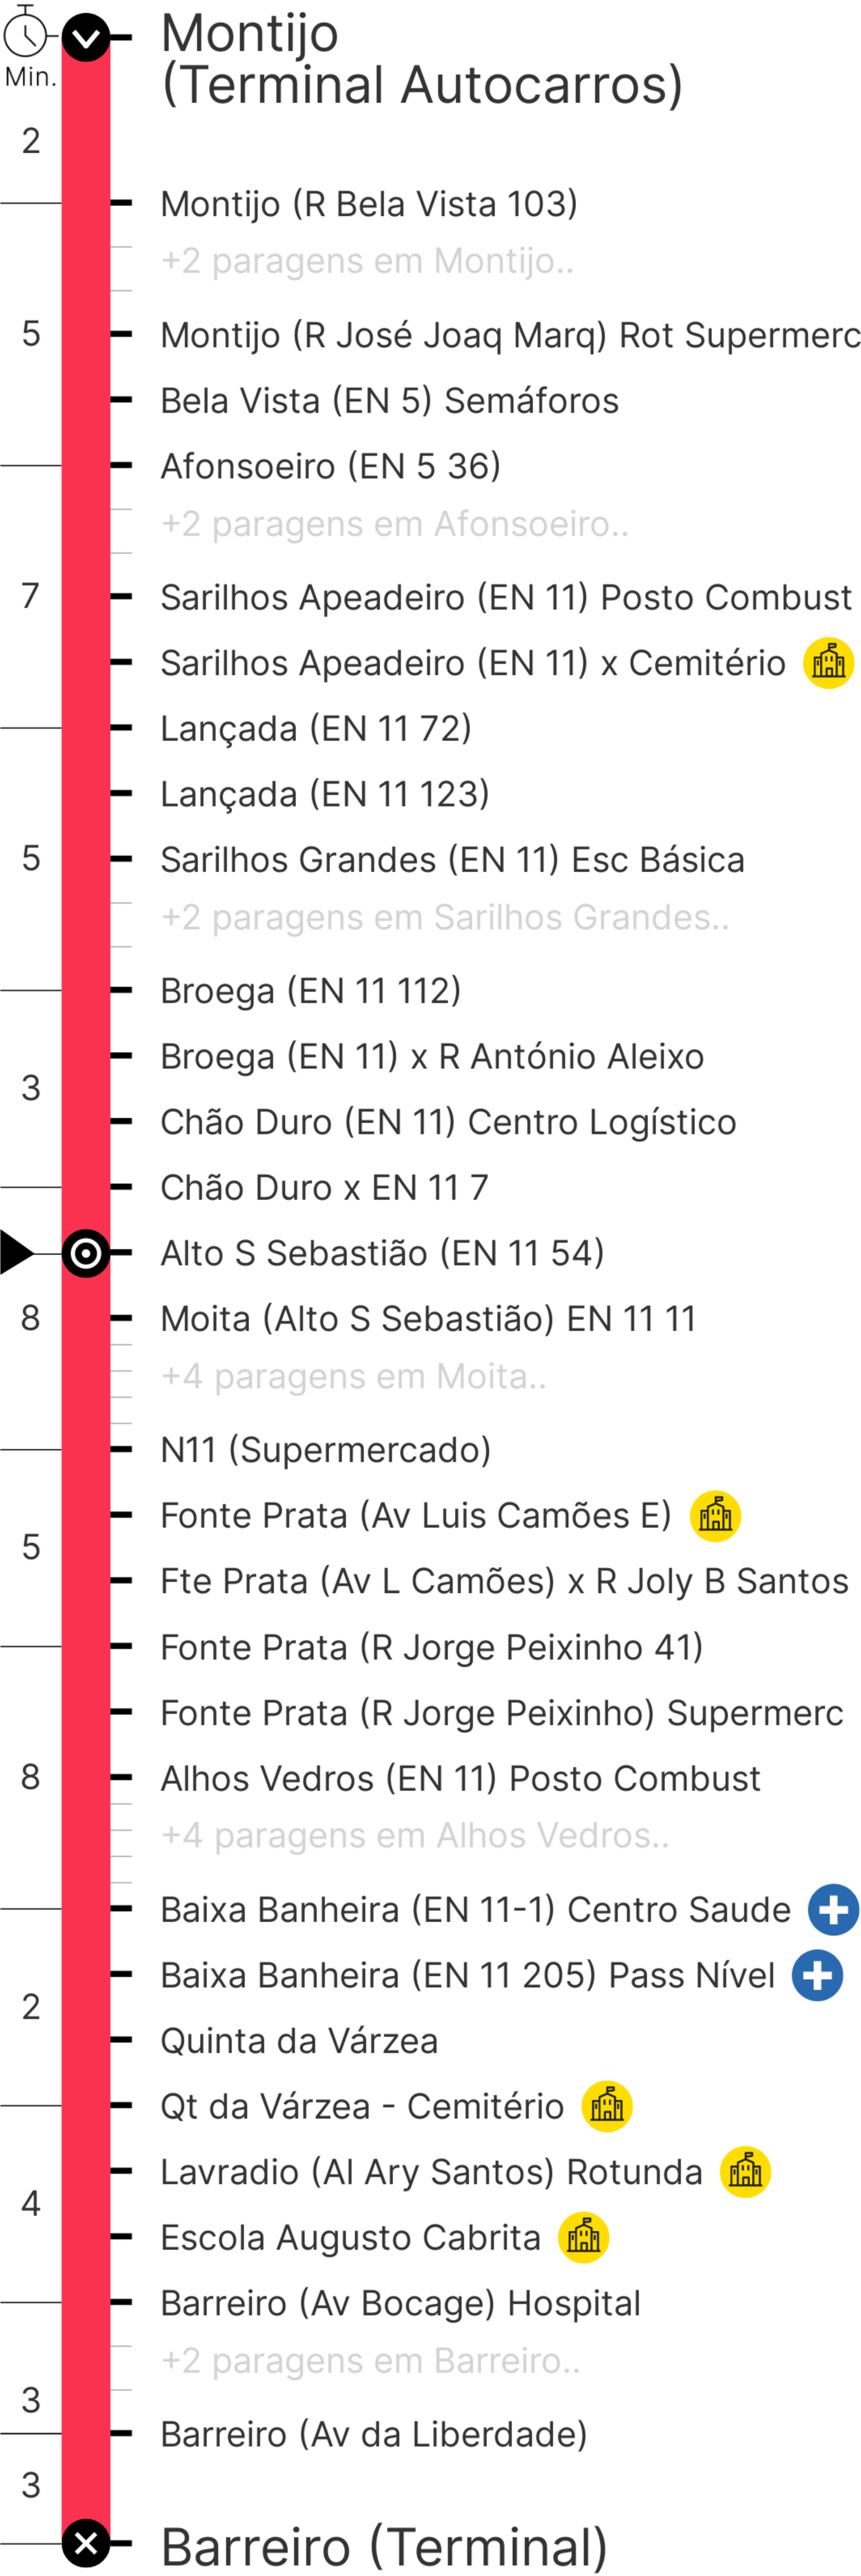 Montijo
(Terminal Autocarros)
Min.
2
Montijo (R Bela Vista 103)
+2 paragens em Montijo..
5
Montijo (R José Joaq Marq) Rot Supermerc
Bela Vista (EN 5) Semáforos
Afonsoeiro (EN 5 36)
+2 paragens em Afonsoeiro..
7
Sarilhos Apeadeiro (EN 11) Posto Combust
Sarilhos Apeadeiro (EN 11) x Cemitério
Lançada (EN 11 72)
Lançada (EN 11 123)
5
Sarilhos Grandes (EN 11) Esc Básica
+2 paragens em Sarilhos Grandes..
Broega (EN 11 112)
Broega (EN 11) x R António Aleixo
3
Chão Duro (EN 11) Centro Logístico
Chão Duro x EN 11 7
Alto S Sebastião (EN 11 54)
8
Moita (Alto S Sebastião) EN 11 11
+4 paragens em Moita..
N11 (Supermercado)
Fonte Prata (Av Luis Camões E)
5
Fte Prata (Av L Camões) x R Joly B Santos
Fonte Prata (R Jorge Peixinho 41)
Fonte Prata (R Jorge Peixinho) Supermerc
8
Alhos Vedros (EN 11) Posto Combust
+4 paragens em Alhos Vedros..
Baixa Banheira (EN 11-1) Centro Saude
Baixa Banheira (EN 11 205) Pass Nível
2
Quinta da Várzea
Qt da Várzea - Cemitério
Lavradio (Al Ary Santos) Rotunda
4
Escola Augusto Cabrita
Barreiro (Av Bocage) Hospital
+2 paragens em Barreiro..
3
Barreiro (Av da Liberdade)
3
Barreiro (Terminal)